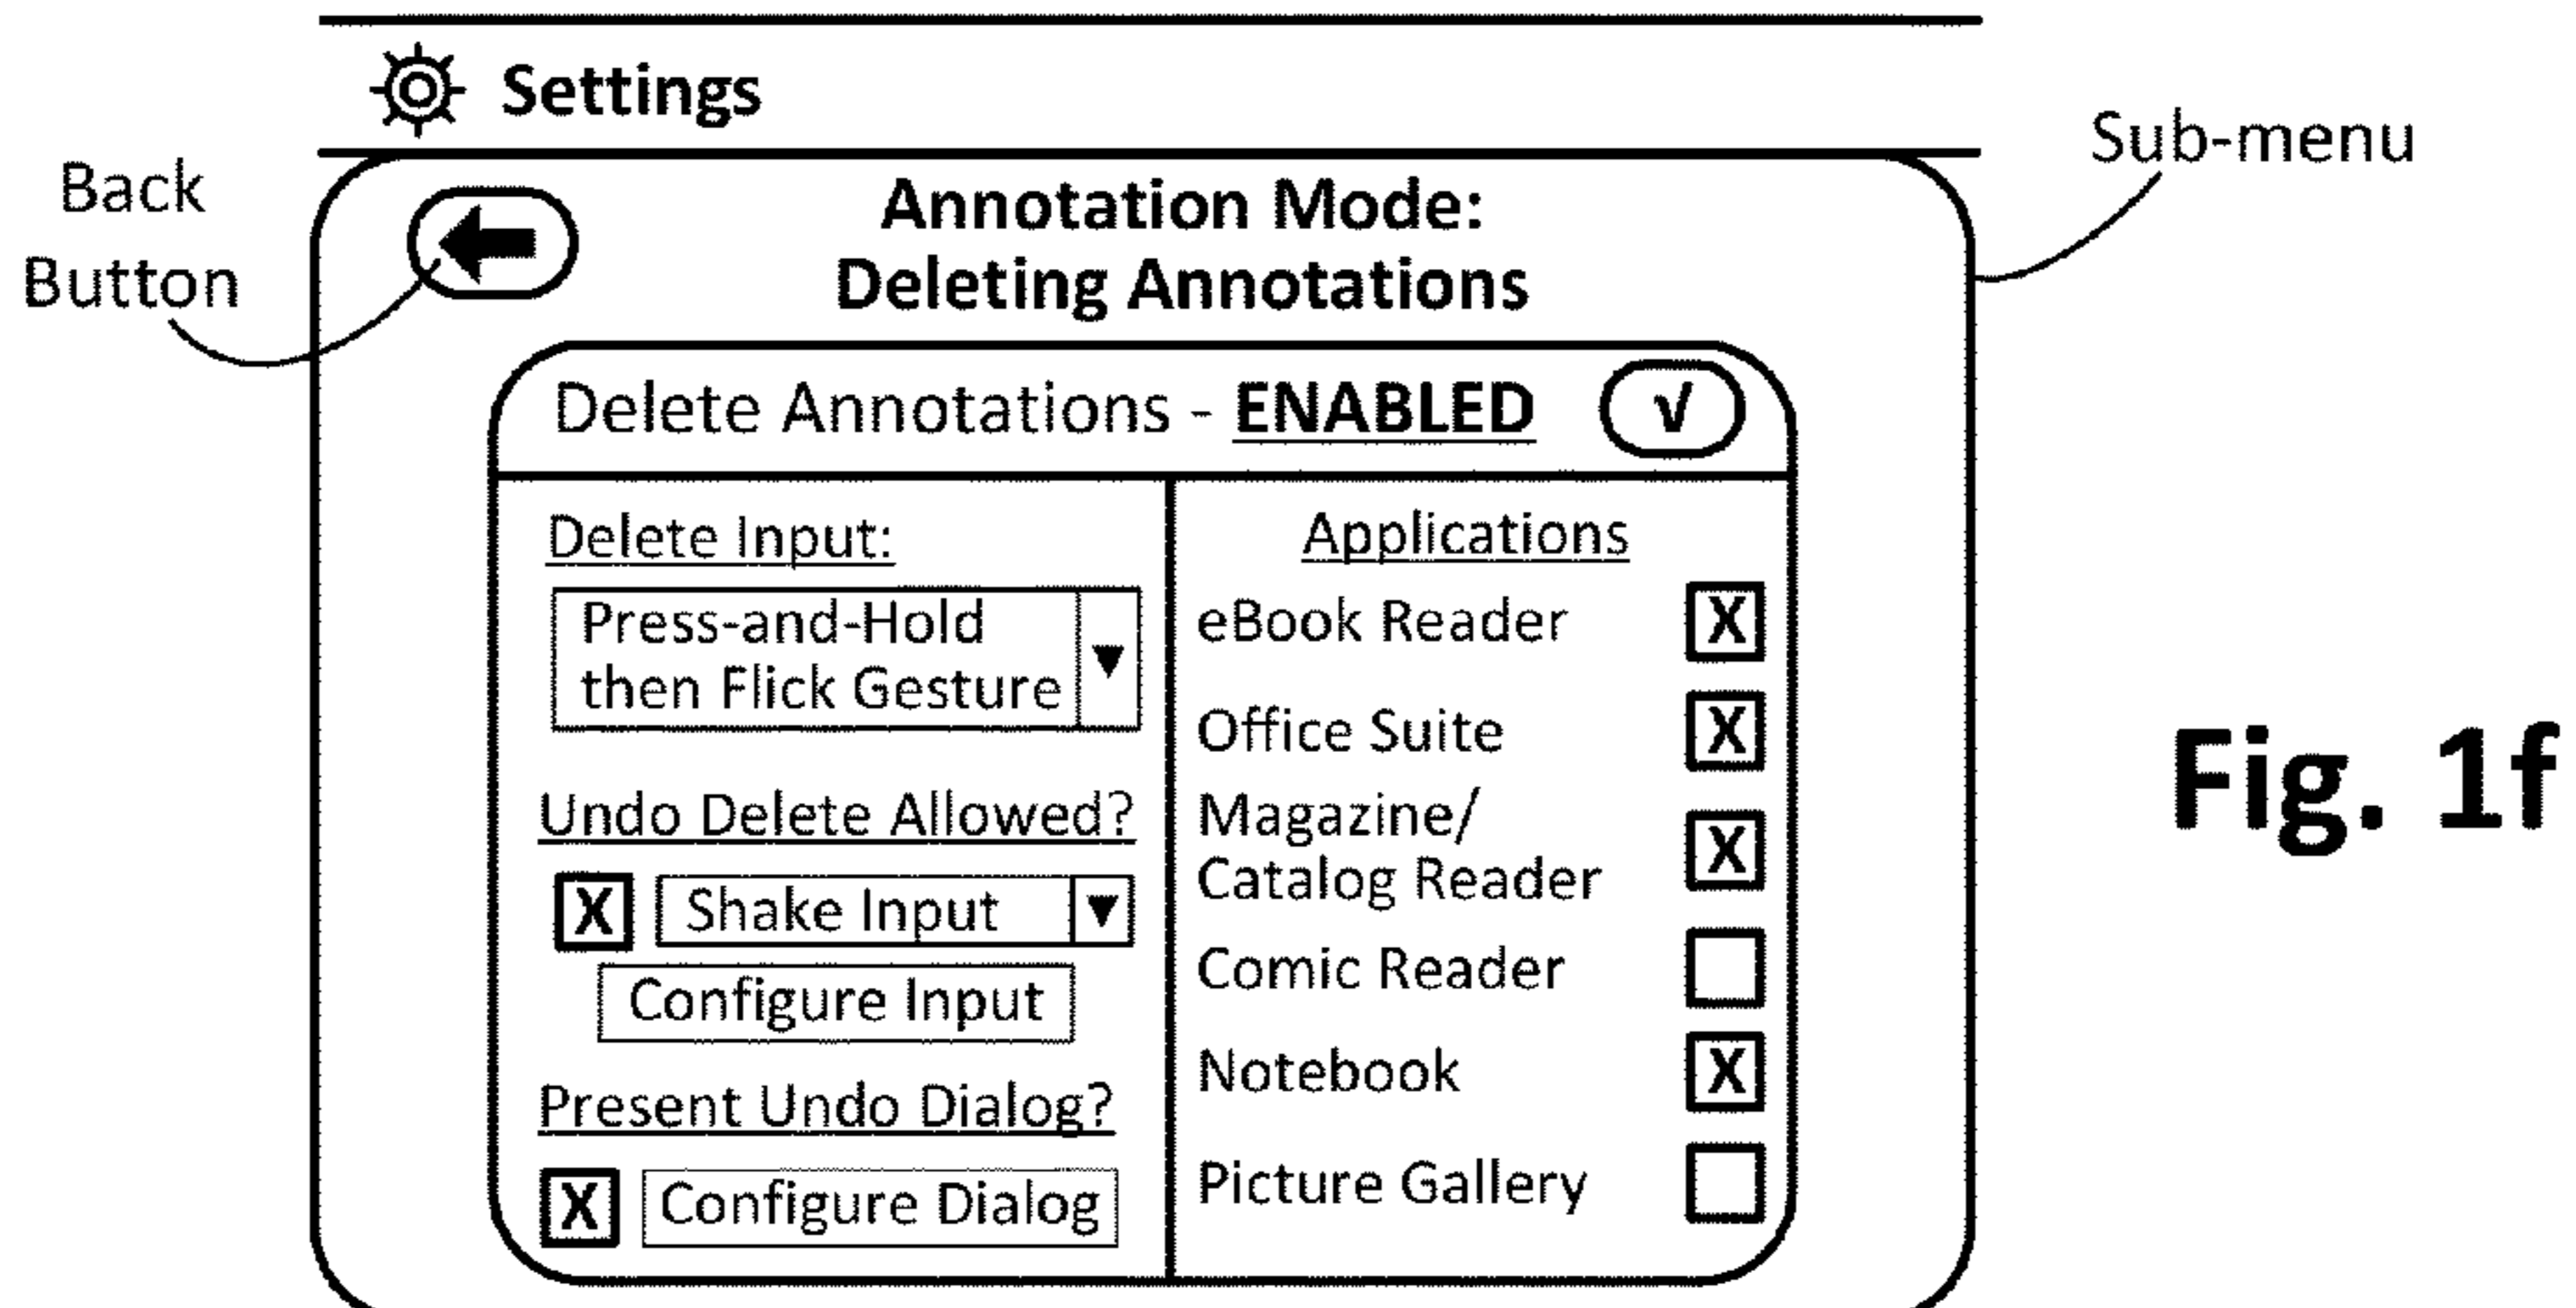 Settings
Back
Button
Sub-menu
Annotation Mode:
Deleting Annotations
Delete Annotations - ENABLED √
Delete Input:
Press-and-Hold
then Flick Gesture ▼
Undo Delete Allowed?
X Shake Input ▼
Configure Input
Present Undo Dialog?
X Configure Dialog
Applications
eBook Reader X
Office Suite X
Magazine/
Catalog Reader X
Comic Reader
Notebook X
Picture Gallery
Fig. 1f